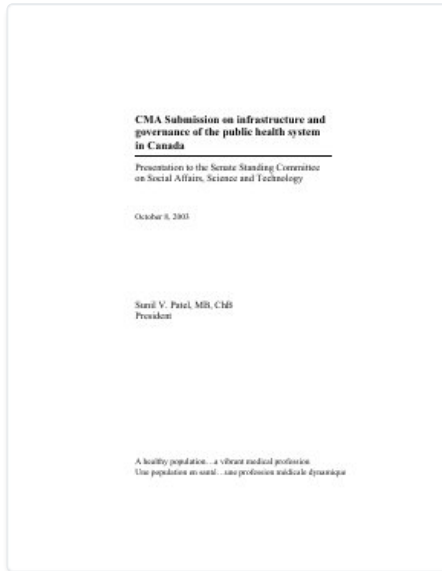 CMA Submission on infrastructure and
governance of the public health system
in Canada
Presentation to the Senate Standing Committee
on Social Affairs, Science and Technology
October 8, 2003
Sunil V. Patel, MB, ChB
President
A healthy population…a vibrant medical profession
Une population en santé…une profession médicale dynamique